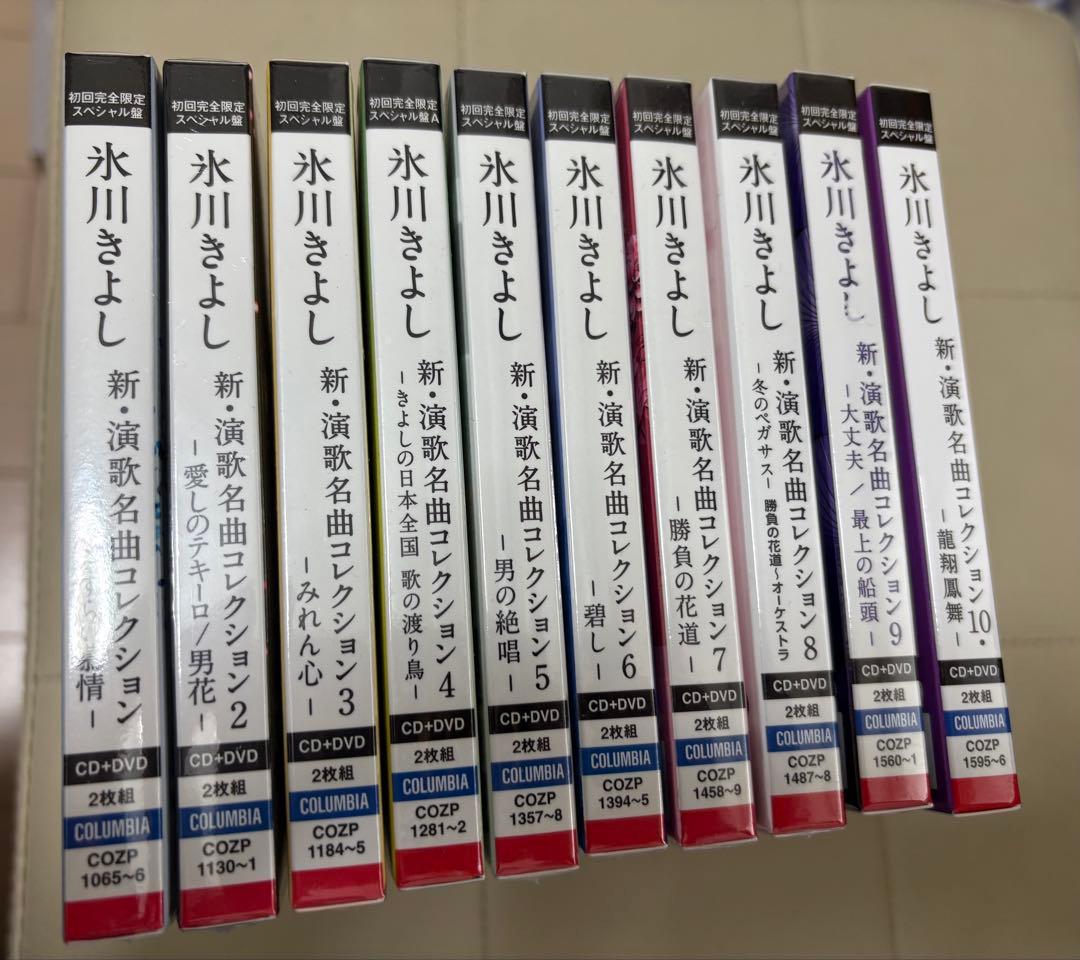 初回完全限定
スペシャル盤
氷川きよし
新・演歌名曲コレクション
情－
CD+DVD
2枚組
COLUMBIA
COZP
1065~6
初回完全限定
スペシャル盤
氷川きよし
新・演歌名曲コレクション2
－愛しのテキーロ/男花－
CD+DVD
2枚組
COLUMBIA
COZP
1130~1
初回完全限定
スペシャル盤
氷川きよし
新・演歌名曲コレクション3
－みれん心－
CD+DVD
2枚組
COLUMBIA
COZP
1184~5
初回完全限定
スペシャル盤A
氷川きよし
新・演歌名曲コレクション4
－きよしの日本全国 歌の渡り鳥－
CD+DVD
2枚組
COLUMBIA
COZP
1281~2
初回完全限定
スペシャル盤
氷川きよし
新・演歌名曲コレクション5
－男の絶唱－
CD+DVD
2枚組
COLUMBIA
COZP
1357~8
初回完全限定
スペシャル盤
氷川きよし
新・演歌名曲コレクション6
－碧し－
CD+DVD
2枚組
COLUMBIA
COZP
1394~5
初回完全限定
スペシャル盤
氷川きよし
新・演歌名曲コレクション7
－勝負の花道－
CD+DVD
2枚組
COLUMBIA
COZP
1458~9
初回完全限定
スペシャル盤
氷川きよし
新・演歌名曲コレクション8
－冬のペガサス－ 勝負の花道～オーケストラ
CD+DVD
2枚組
COLUMBIA
COZP
1487~8
初回完全限定
スペシャル盤
氷川きよし
新・演歌名曲コレクション9
－大丈夫/最上の船頭－
CD+DVD
2枚組
COLUMBIA
COZP
1560~1
初回完全限定
スペシャル盤
氷川きよし
新・演歌名曲コレクション10.
－龍翔鳳舞－
CD+DVD
2枚組
COLUMBIA
COZP
1595~6